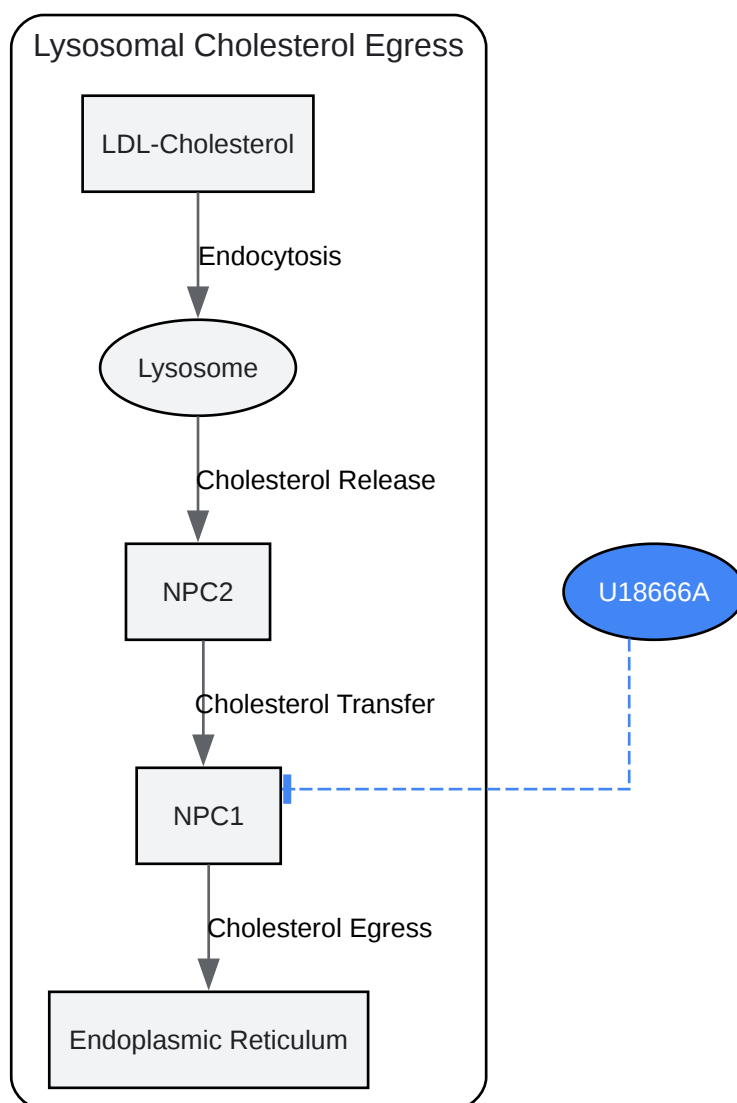 Lysosomal Cholesterol Egress
LDL-Cholesterol
Endocytosis
Lysosome
Cholesterol Release
NPC2
U18666A
Cholesterol Transfer
NPC1
Cholesterol Egress
Endoplasmic Reticulum